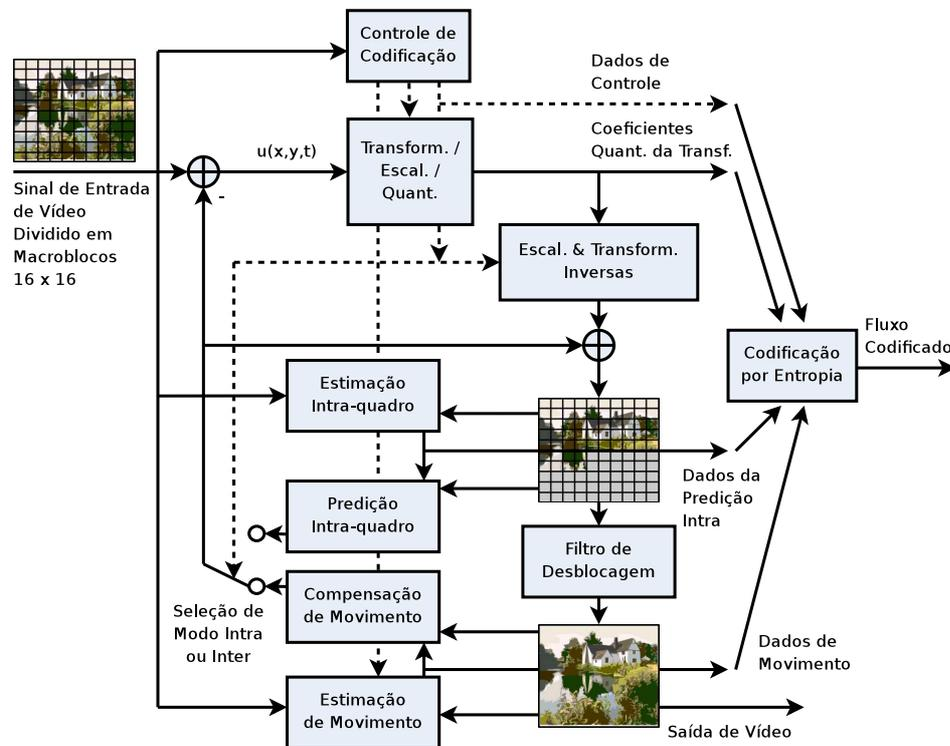 Controle de
Codificação
Dados de
Controle
Sinal de Entrada
de Vídeo
Dividido em
Macroblocos
16 x 16
u(x,y,t)
-
Transform. /
Escal. /
Quant.
Coeficientes
Quant. da Transf.
Escal. & Transform.
Inversas
Codificação
por Entropia
Fluxo
Codificado
Estimação
Intra-quadro
Dados da
Predição
Intra
Predição
Intra-quadro
Filtro de
Desblocagem
Seleção de
Modo Intra
ou Inter
Compensação
de Movimento
Dados de
Movimento
Estimação
de Movimento
Saída de Vídeo